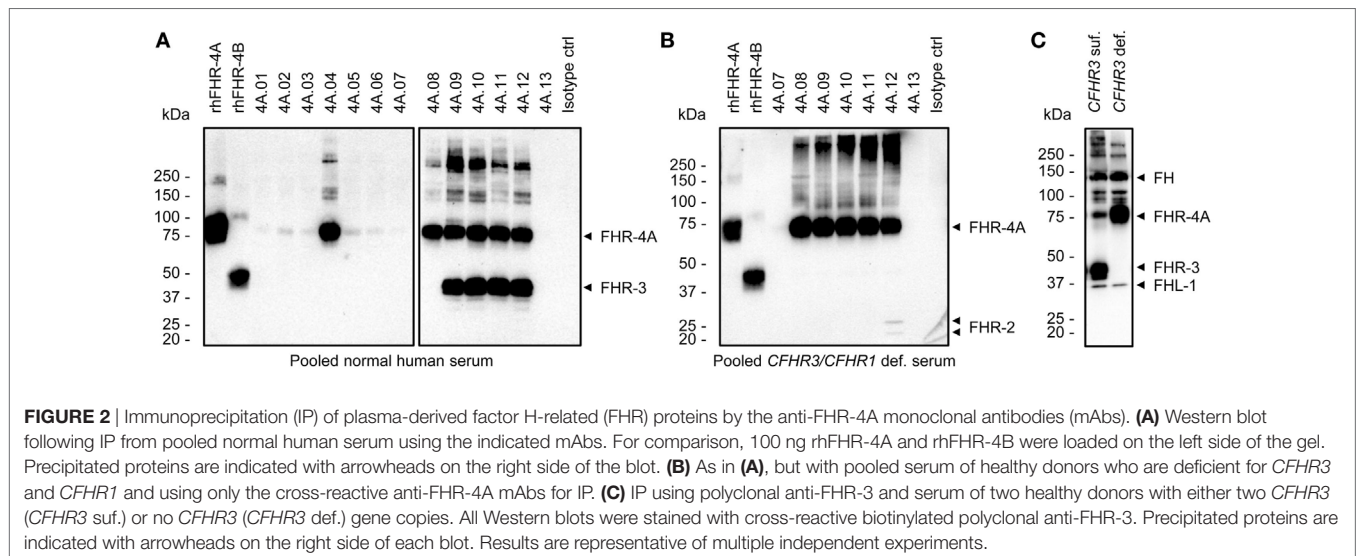 A
B
C
rhFHR-4A
rhFHR-4B
4A.01
4A.02
4A.03
4A.04
4A.05
4A.06
4A.07
4A.08
4A.09
4A.10
4A.11
4A.12
4A.13
Isotype ctrl
kDa
250 -
150 -
100 -
75 -
50 -
37 -
25 -
20 -
FHR-4A
FHR-3
Pooled normal human serum
rhFHR-4A
rhFHR-4B
4A.07
4A.08
4A.09
4A.10
4A.11
4A.12
4A.13
Isotype ctrl
kDa
250 -
150 -
100 -
75 -
50 -
37 -
25 -
20 -
FHR-4A
FHR-2
Pooled CFHR3/CFHR1 def. serum
CFHR3 suf.
CFHR3 def.
kDa
250 -
150 -
100 -
75 -
50 -
37 -
25 -
20 -
FH
FHR-4A
FHR-3
FHL-1
FIGURE 2 | Immunoprecipitation (IP) of plasma-derived factor H-related (FHR) proteins by the anti-FHR-4A monoclonal antibodies (mAbs). (A) Western blot
following IP from pooled normal human serum using the indicated mAbs. For comparison, 100 ng rhFHR-4A and rhFHR-4B were loaded on the left side of the gel.
Precipitated proteins are indicated with arrowheads on the right side of the blot. (B) As in (A), but with pooled serum of healthy donors who are deficient for CFHR3
and CFHR1 and using only the cross-reactive anti-FHR-4A mAbs for IP. (C) IP using polyclonal anti-FHR-3 and serum of two healthy donors with either two CFHR3
(CFHR3 suf.) or no CFHR3 (CFHR3 def.) gene copies. All Western blots were stained with cross-reactive biotinylated polyclonal anti-FHR-3. Precipitated proteins are
indicated with arrowheads on the right side of each blot. Results are representative of multiple independent experiments.